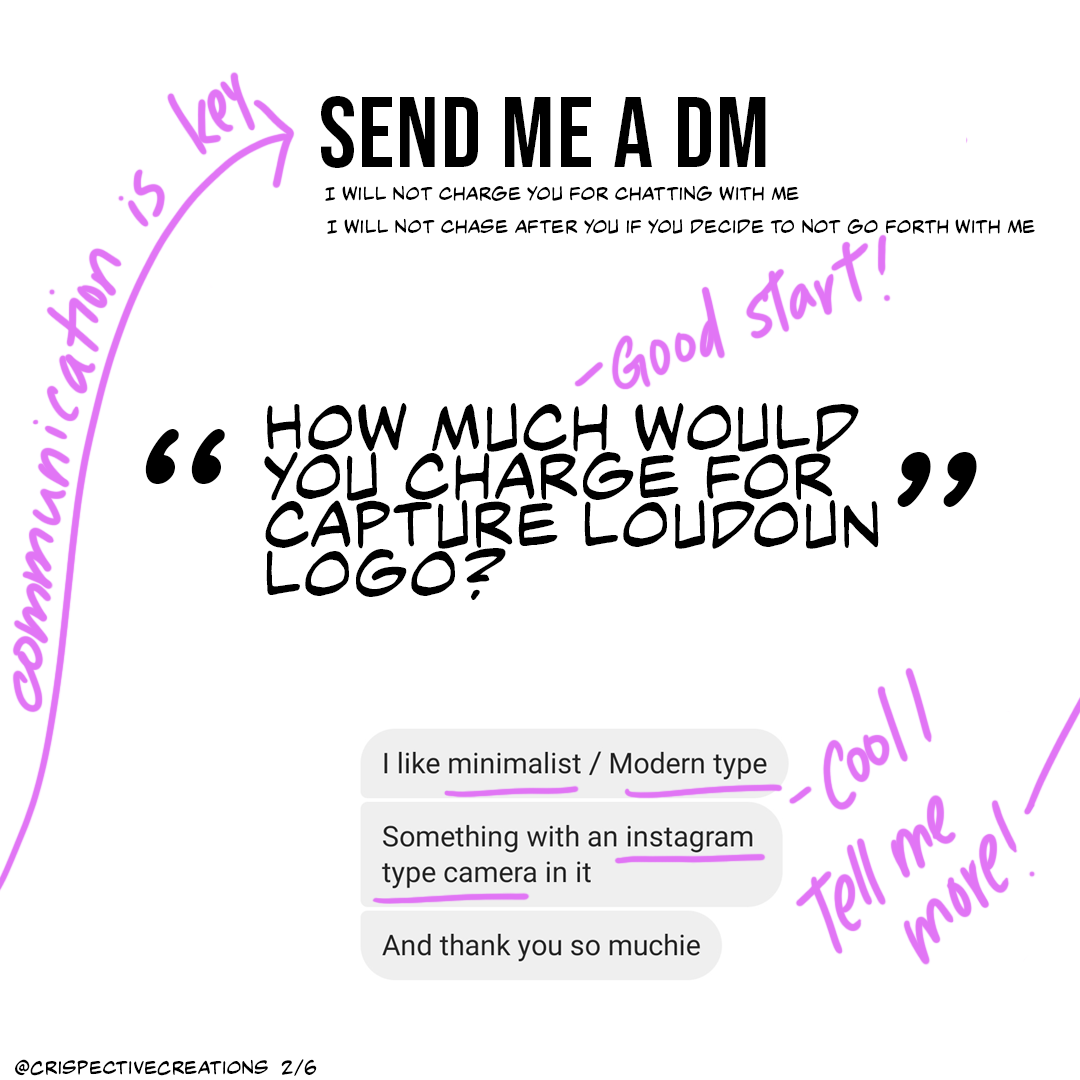 communication is key
SEND ME A DM
I WILL NOT CHARGE YOU FOR CHATTING WITH ME
I WILL NOT CHASE AFTER YOU IF YOU DECIDE TO NOT GO FORTH WITH ME
-Good start!
“HOW MUCH WOULD
YOU CHARGE FOR
CAPTURE LOUDOUN
LOGO?”
I like minimalist / Modern type
-Cool!
Something with an instagram
type camera in it
Tell me
more!
And thank you so muchie
@CRISPECTIVECREATIONS 2/6